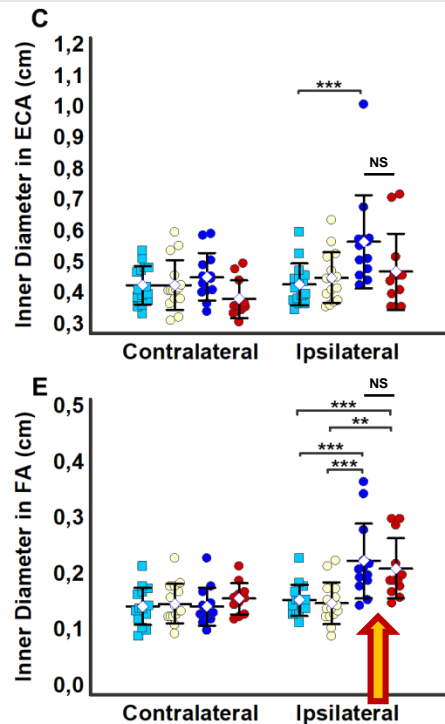 C
Inner Diameter in ECA (cm)
1,2
1,1
1,0
0,9
0,8
0,7
0,6
0,5
0,4
0,3
***
NS
Contralateral
Ipsilateral
E
Inner Diameter in FA (cm)
0,5
0,4
0,3
0,2
0,1
0,0
NS
***
**
***
***
Contralateral
Ipsilateral